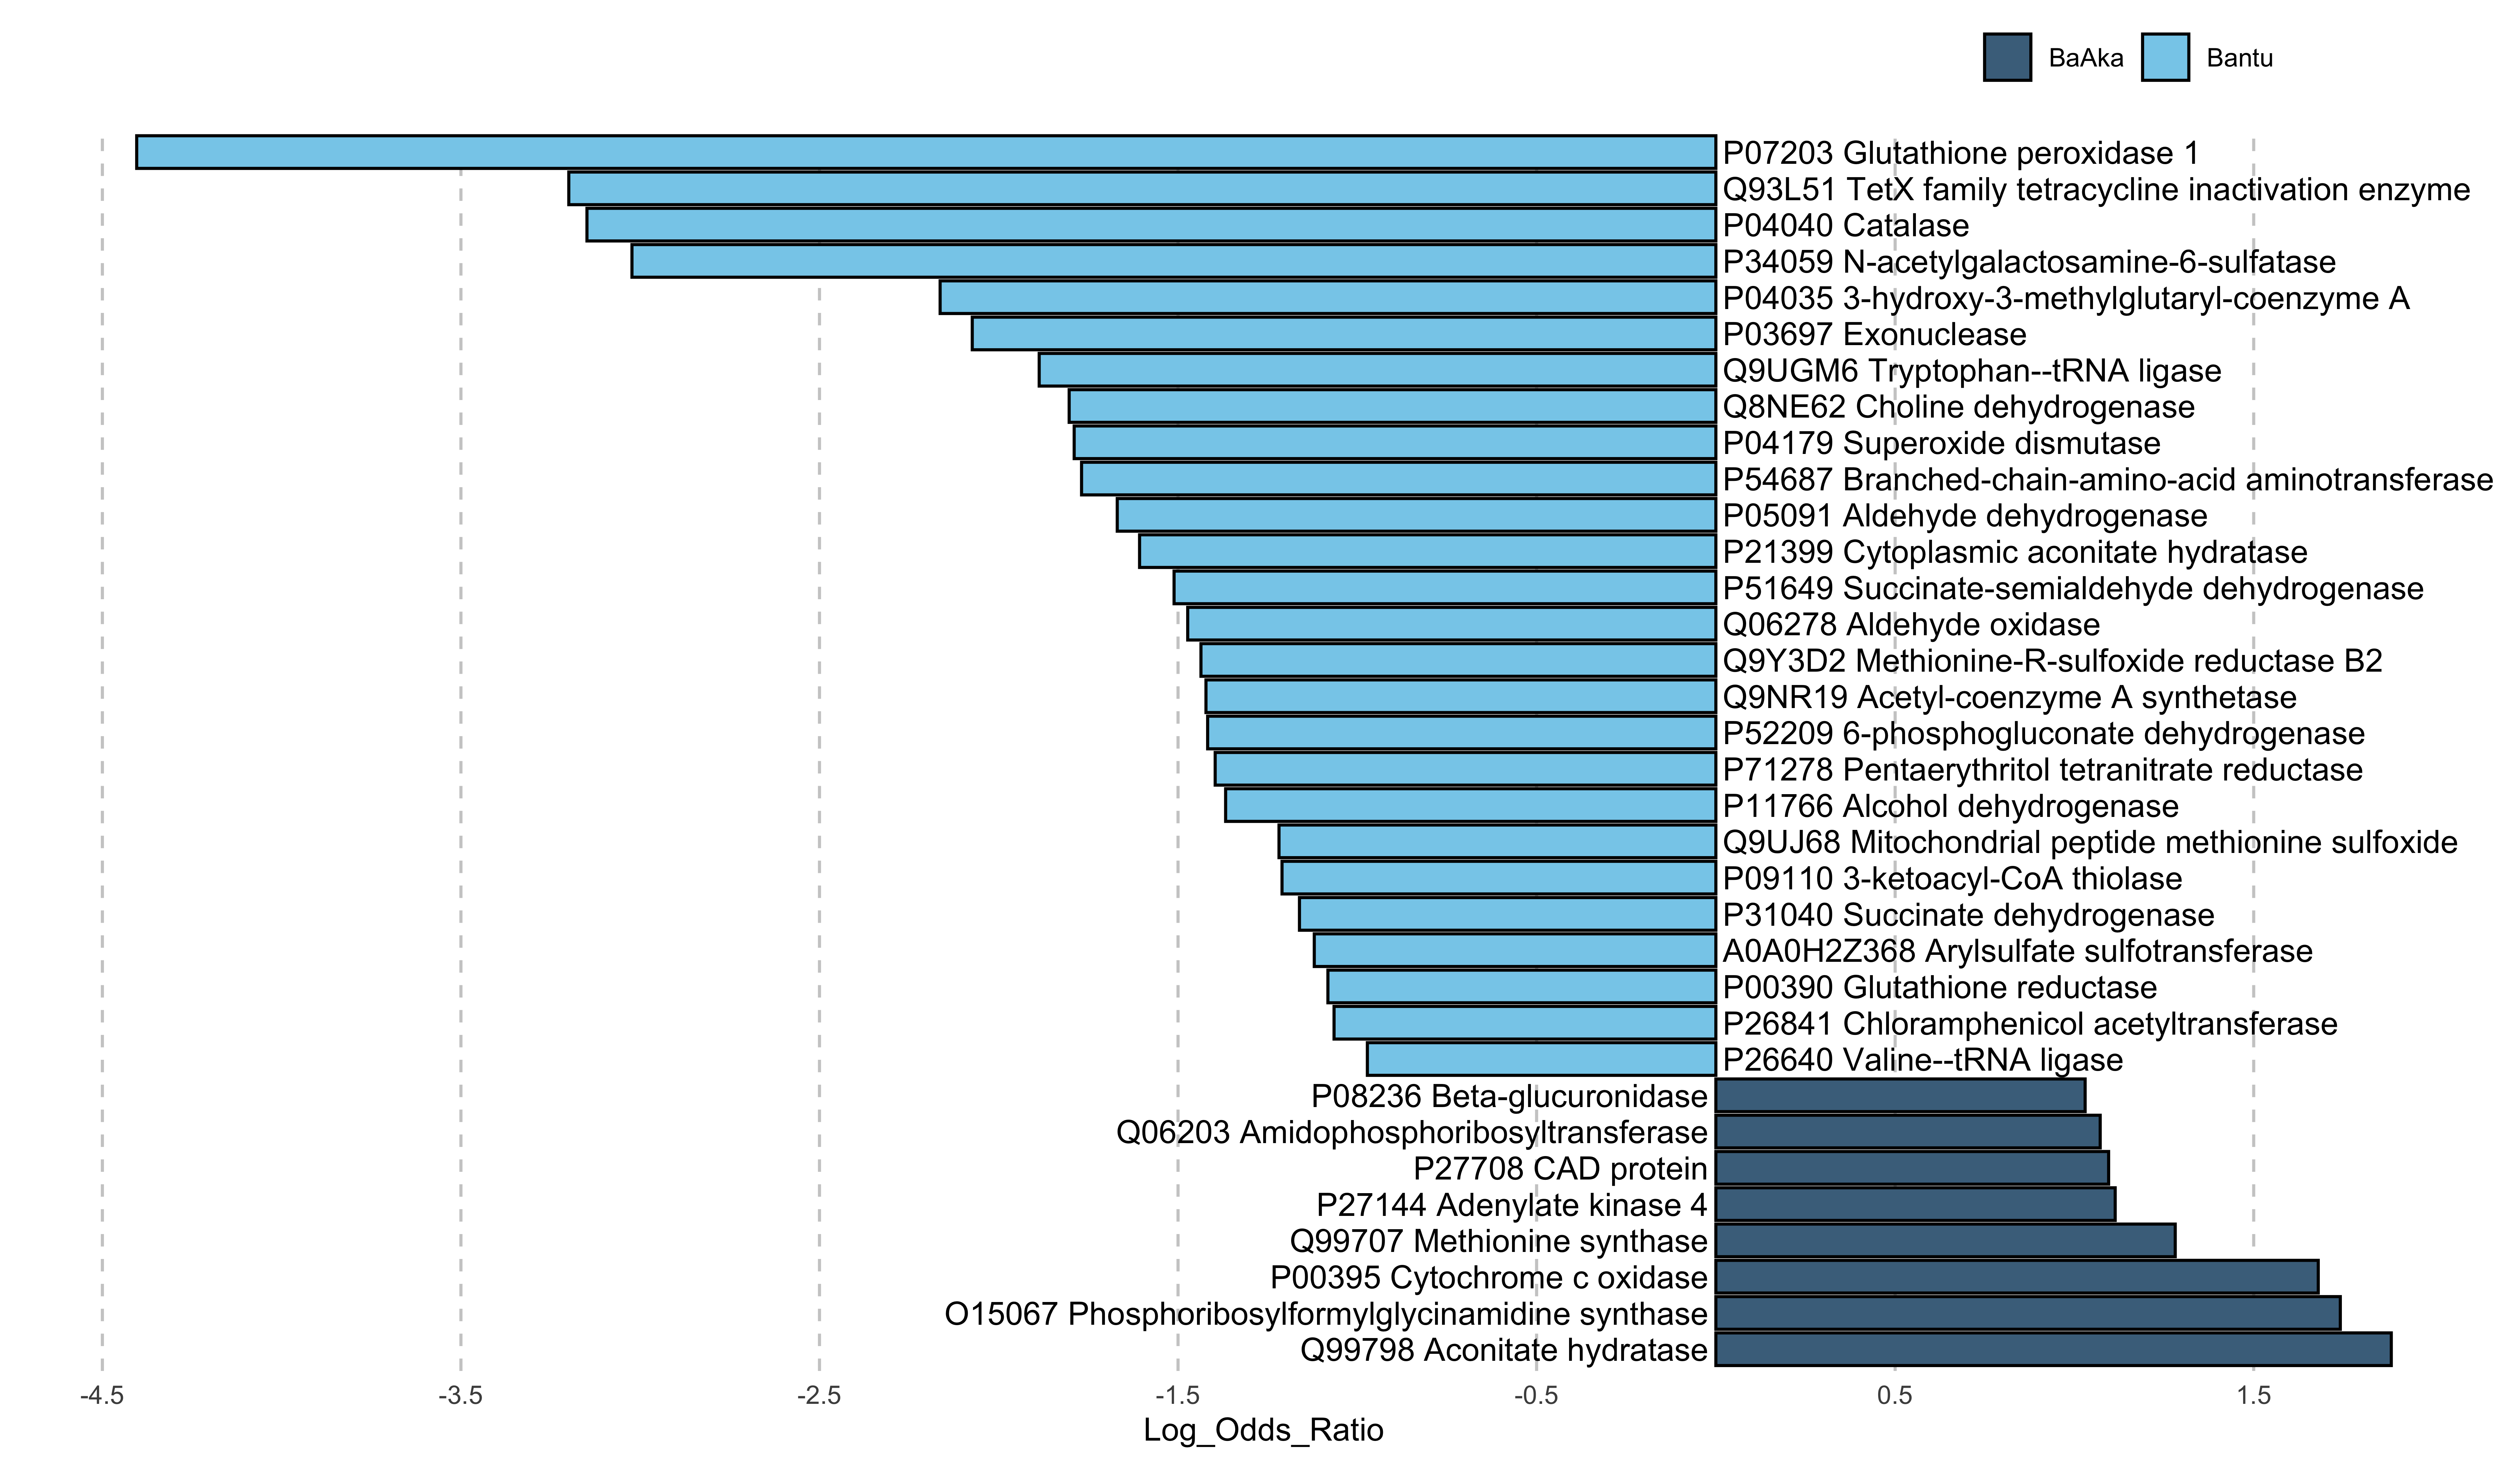 BaAka Bantu
P07203 Glutathione peroxidase 1
Q93L51 TetX family tetracycline inactivation enzyme
P04040 Catalase
P34059 N-acetylgalactosamine-6-sulfatase
P04035 3-hydroxy-3-methylglutaryl-coenzyme A
P03697 Exonuclease
Q9UGM6 Tryptophan--tRNA ligase
Q8NE62 Choline dehydrogenase
P04179 Superoxide dismutase
P54687 Branched-chain-amino-acid aminotransferase
P05091 Aldehyde dehydrogenase
P21399 Cytoplasmic aconitate hydratase
P51649 Succinate-semialdehyde dehydrogenase
Q06278 Aldehyde oxidase
Q9Y3D2 Methionine-R-sulfoxide reductase B2
Q9NR19 Acetyl-coenzyme A synthetase
P52209 6-phosphogluconate dehydrogenase
P71278 Pentaerythritol tetranitrate reductase
P11766 Alcohol dehydrogenase
Q9UJ68 Mitochondrial peptide methionine sulfoxide
P09110 3-ketoacyl-CoA thiolase
P31040 Succinate dehydrogenase
A0A0H2Z368 Arylsulfate sulfotransferase
P00390 Glutathione reductase
P26841 Chloramphenicol acetyltransferase
P26640 Valine--tRNA ligase
P08236 Beta-glucuronidase
Q06203 Amidophosphoribosyltransferase
P27708 CAD protein
P27144 Adenylate kinase 4
Q99707 Methionine synthase
P00395 Cytochrome c oxidase
O15067 Phosphoribosylformylglycinamidine synthase
Q99798 Aconitate hydratase
-4.5 -3.5 -2.5 -1.5 -0.5 0.5 1.5
Log_Odds_Ratio